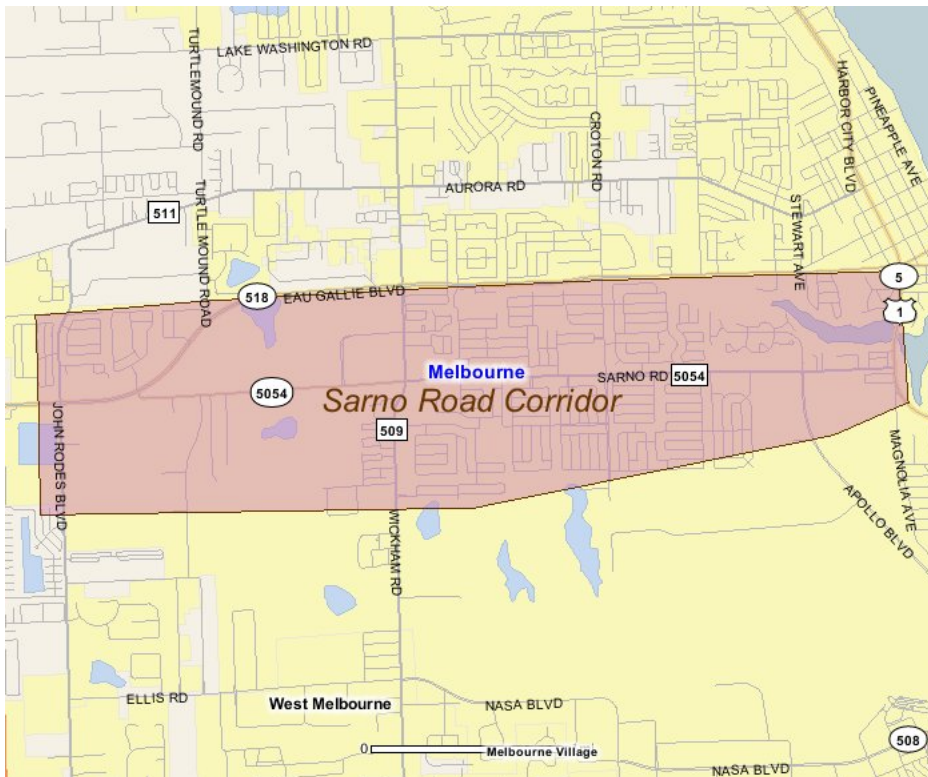 LAKE WASHINGTON RD
TURTLEMOUND RD
HARBOR CITY BLVD
PINEAPPLE AVE
CROTON RD
AURORA RD
511
TURTLE MOUND ROAD
STEWART AVE
518
EAU GALLIE BLVD
5
1
Melbourne
SARNO RD
5054
5054
Sarno Road Corridor
509
JOHN RODES BLVD
MAGNOLIA AVE
APOLLO BLVD
WICKHAM RD
ELLIS RD
West Melbourne
NASA BLVD
508
0
Melbourne Village
NASA BLVD